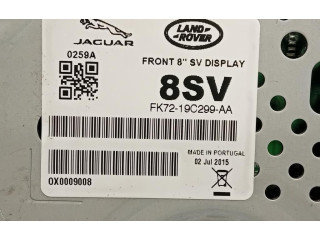 JAGUAR
LAND-
ROVER
0259A
FRONT 8" SV DISPLAY
8SV
FK72-19C299-AA
MADE IN PORTUGAL
02 Jul 2015
OX0009008